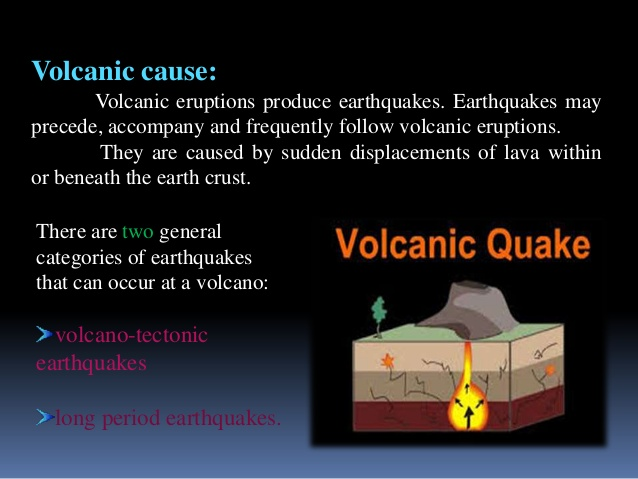 Volcanic cause:
Volcanic eruptions produce earthquakes. Earthquakes may
precede, accompany and frequently follow volcanic eruptions.
They are caused by sudden displacements of lava within
or beneath the earth crust.
There are two general
categories of earthquakes
that can occur at a volcano:
volcano-tectonic
earthquakes
long period earthquakes.
Volcanic Quake